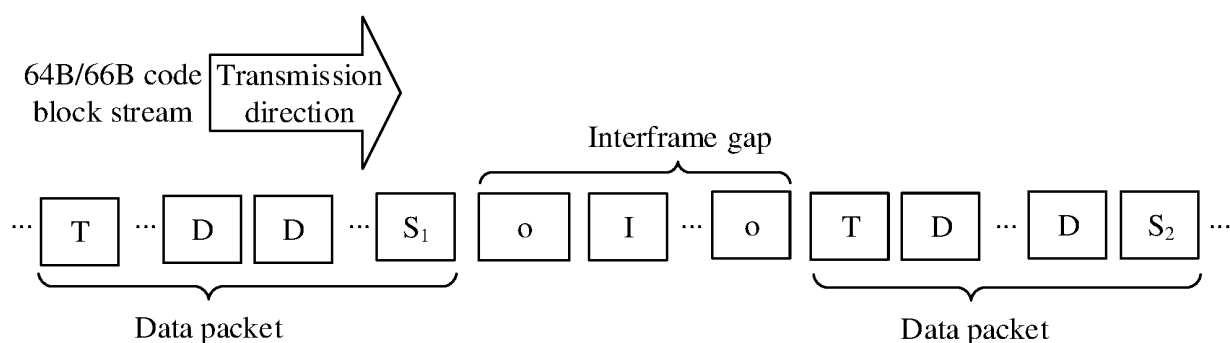 64B/66B code
block stream
Transmission
direction
Interframe gap
... T ... D D ... S₁ o I ... o T D ... D S₂ ...
Data packet
Data packet